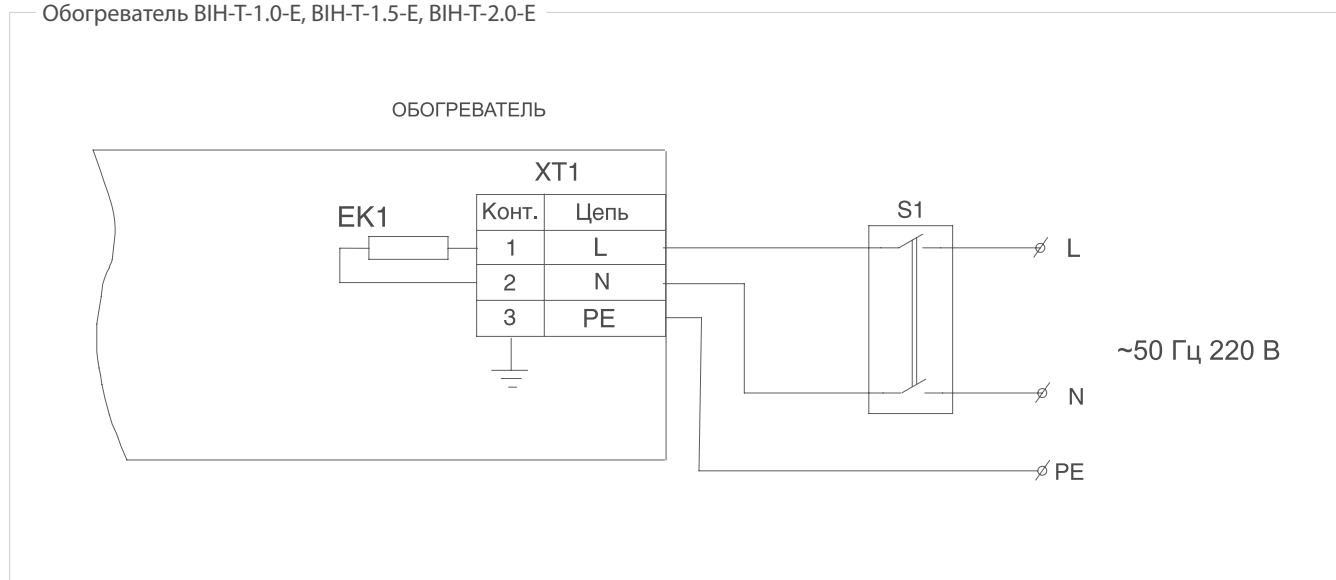 Обогреватель BIH-T-1.0-E, BIH-T-1.5-E, BIH-T-2.0-E
ОБОГРЕВАТЕЛЬ
XT1
EK1
Конт. Цепь
S1
1 L
L
2 N
3 PE
~50 Гц 220 В
N
PE